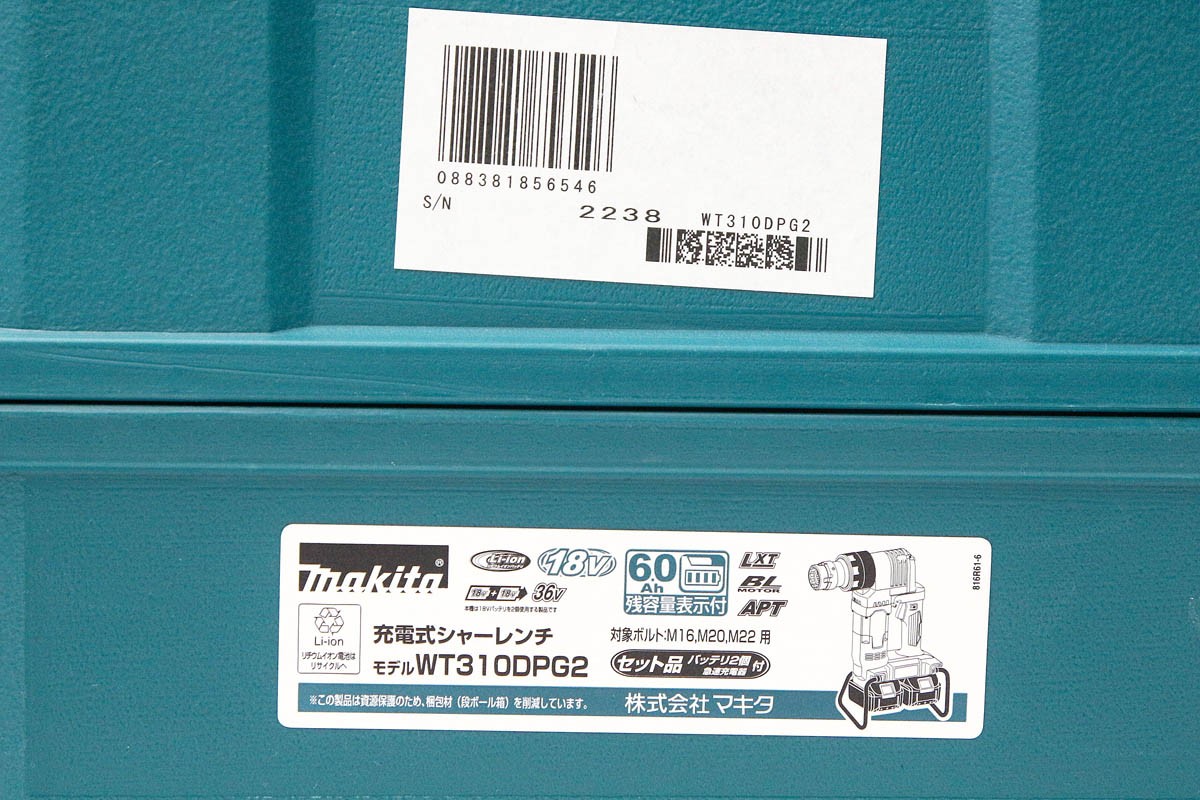 088381856546
S/N
2238 WT310DPG2
makita®
Li-ion
18V
6.0
Ah
残容量表示付
LXT
BL
MOTOR
APT
18V+18V 36V
本機は18Vバッテリを2個使用する製品です
Li-ion
リチウムイオン電池は
リサイクルへ
充電式シャーレンチ
モデルWT310DPG2
対象ボルト:M16,M20,M22 用
セット品 バッテリ2個
急速充電器 付
※この製品は資源保護のため、梱包材(段ボール箱)を削減しています。
株式会社マキタ
816R61-6